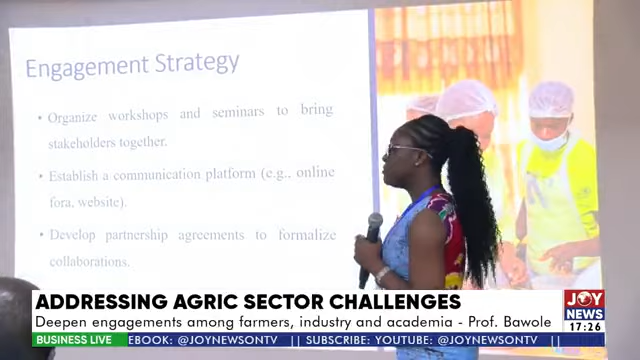 Engagement Strategy
• Organize workshops and seminars to bring
stakeholders together.
• Establish a communication platform (e.g., online
fora, website).
• Develop partnership agreements to formalize
collaborations.
ADDRESSING AGRIC SECTOR CHALLENGES
Deepen engagements among farmers, industry and academia - Prof. Bawole
JOY
NEWS
17:26
BUSINESS LIVE EBOOK: @JOYNEWSONTV || SUBSCRIBE: YOUTUBE: @JOYNEWSONTV ||